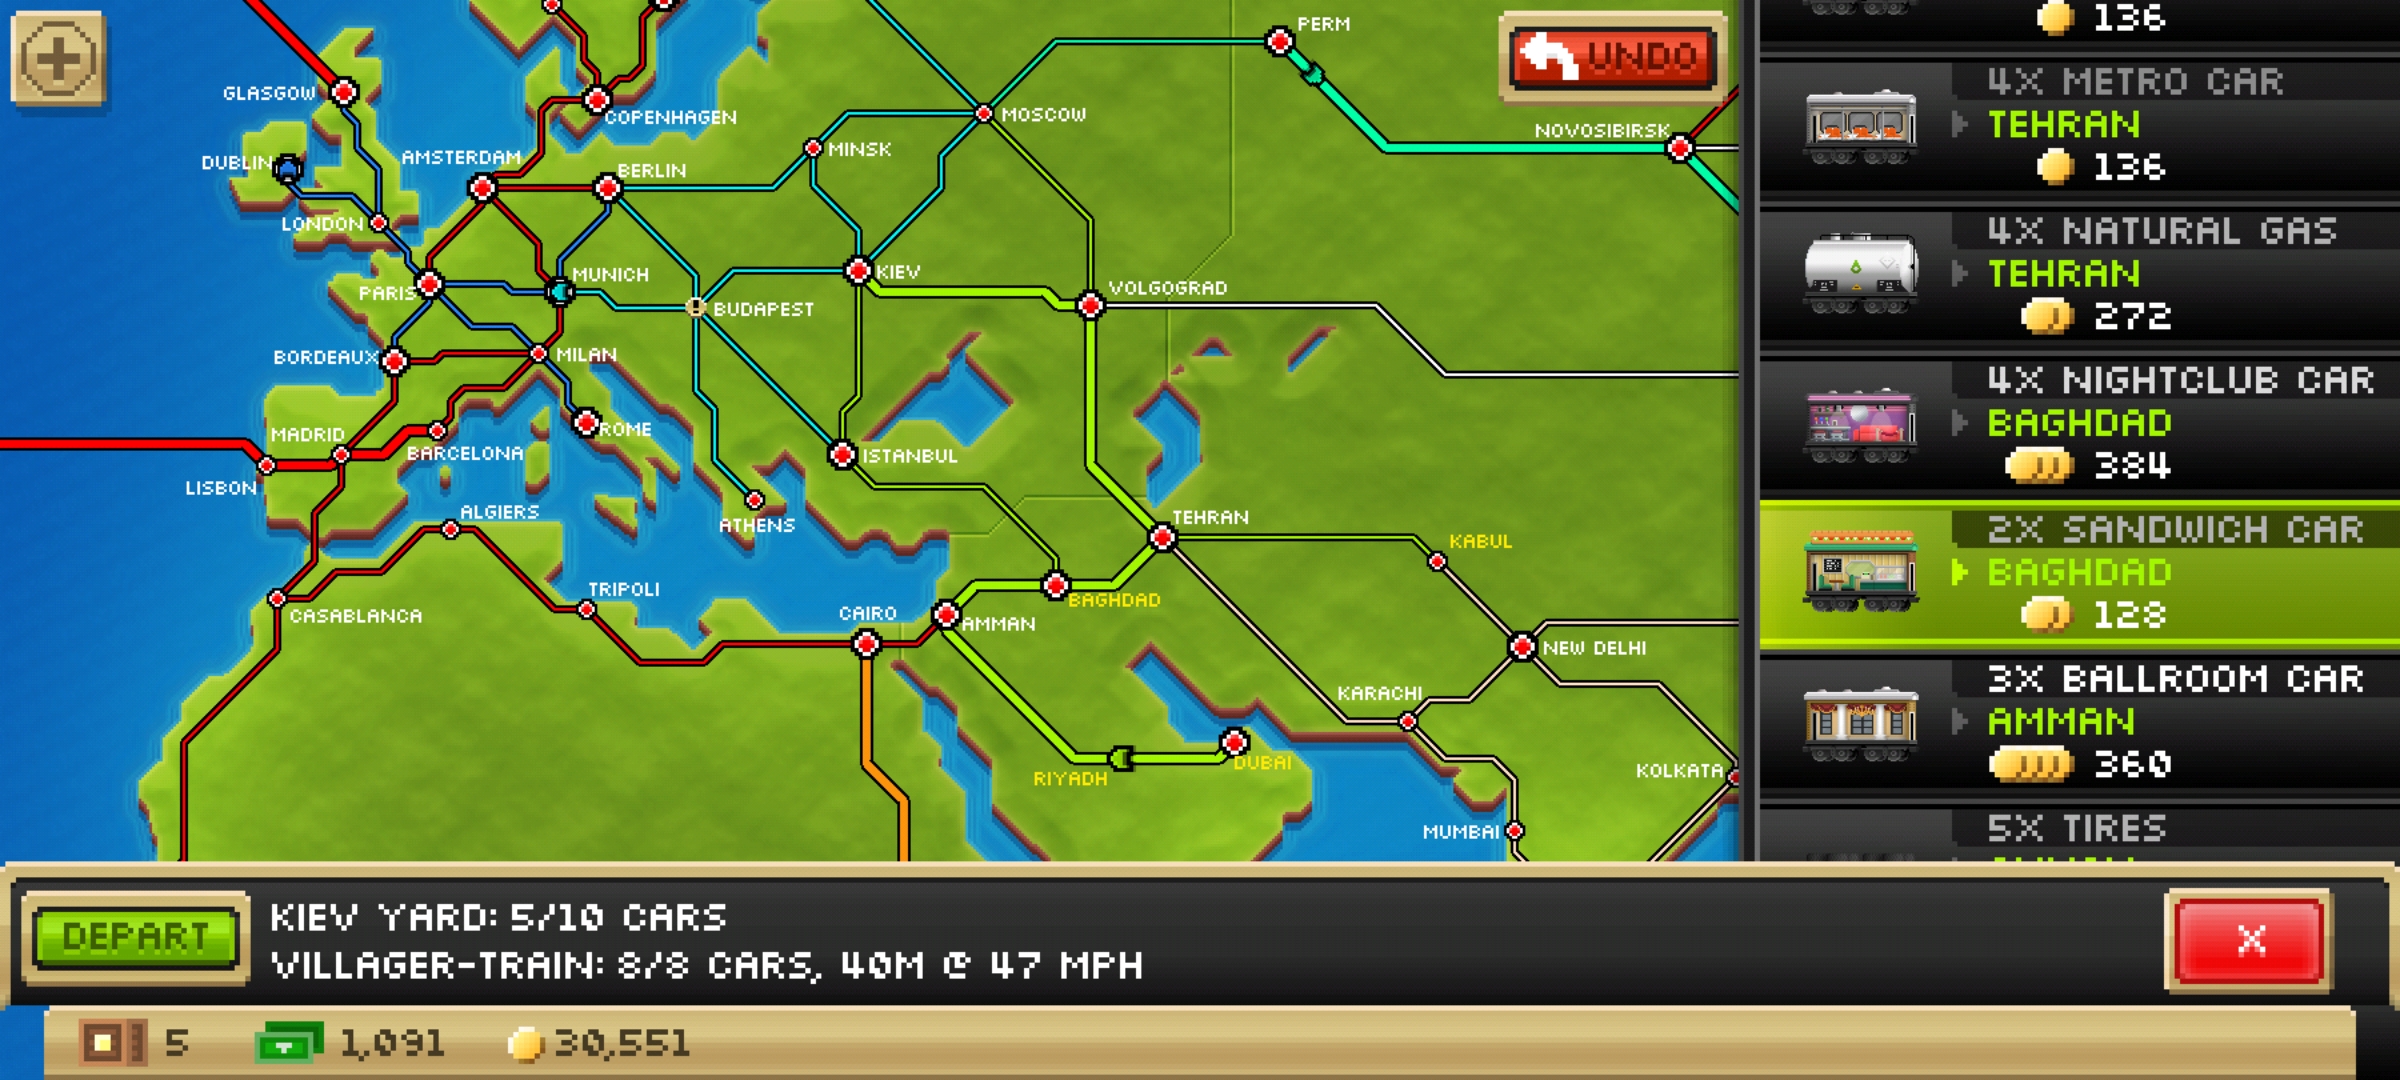 PERM
UNDO
GLASGOW
COPENHAGEN
MOSCOW
NOVOSIBIRSK
MINSK
DUBLIN
AMSTERDAM
BERLIN
LONDON
MUNICH
KIEV
PARIS
BUDAPEST
VOLGOGRAD
BORDEAUX
MILAN
MADRID
ROME
BARCELONA
ISTANBUL
LISBON
ALGIERS
ATHENS
TEHRAN
KABUL
TRIPOLI
CASABLANCA
CAIRO
BAGHDAD
AMMAN
NEW DELHI
KARACHI
RIYADH
DUBAI
KOLKATA
MUMBAI
136
4X METRO CAR
TEHRAN
136
4X NATURAL GAS
TEHRAN
272
4X NIGHTCLUB CAR
BAGHDAD
384
2X SANDWICH CAR
BAGHDAD
128
3X BALLROOM CAR
AMMAN
360
5X TIRES
DEPART
KIEV YARD: 5/10 CARS
VILLAGER-TRAIN: 8/8 CARS, 40M @ 47 MPH
X
5
1,091
30,551